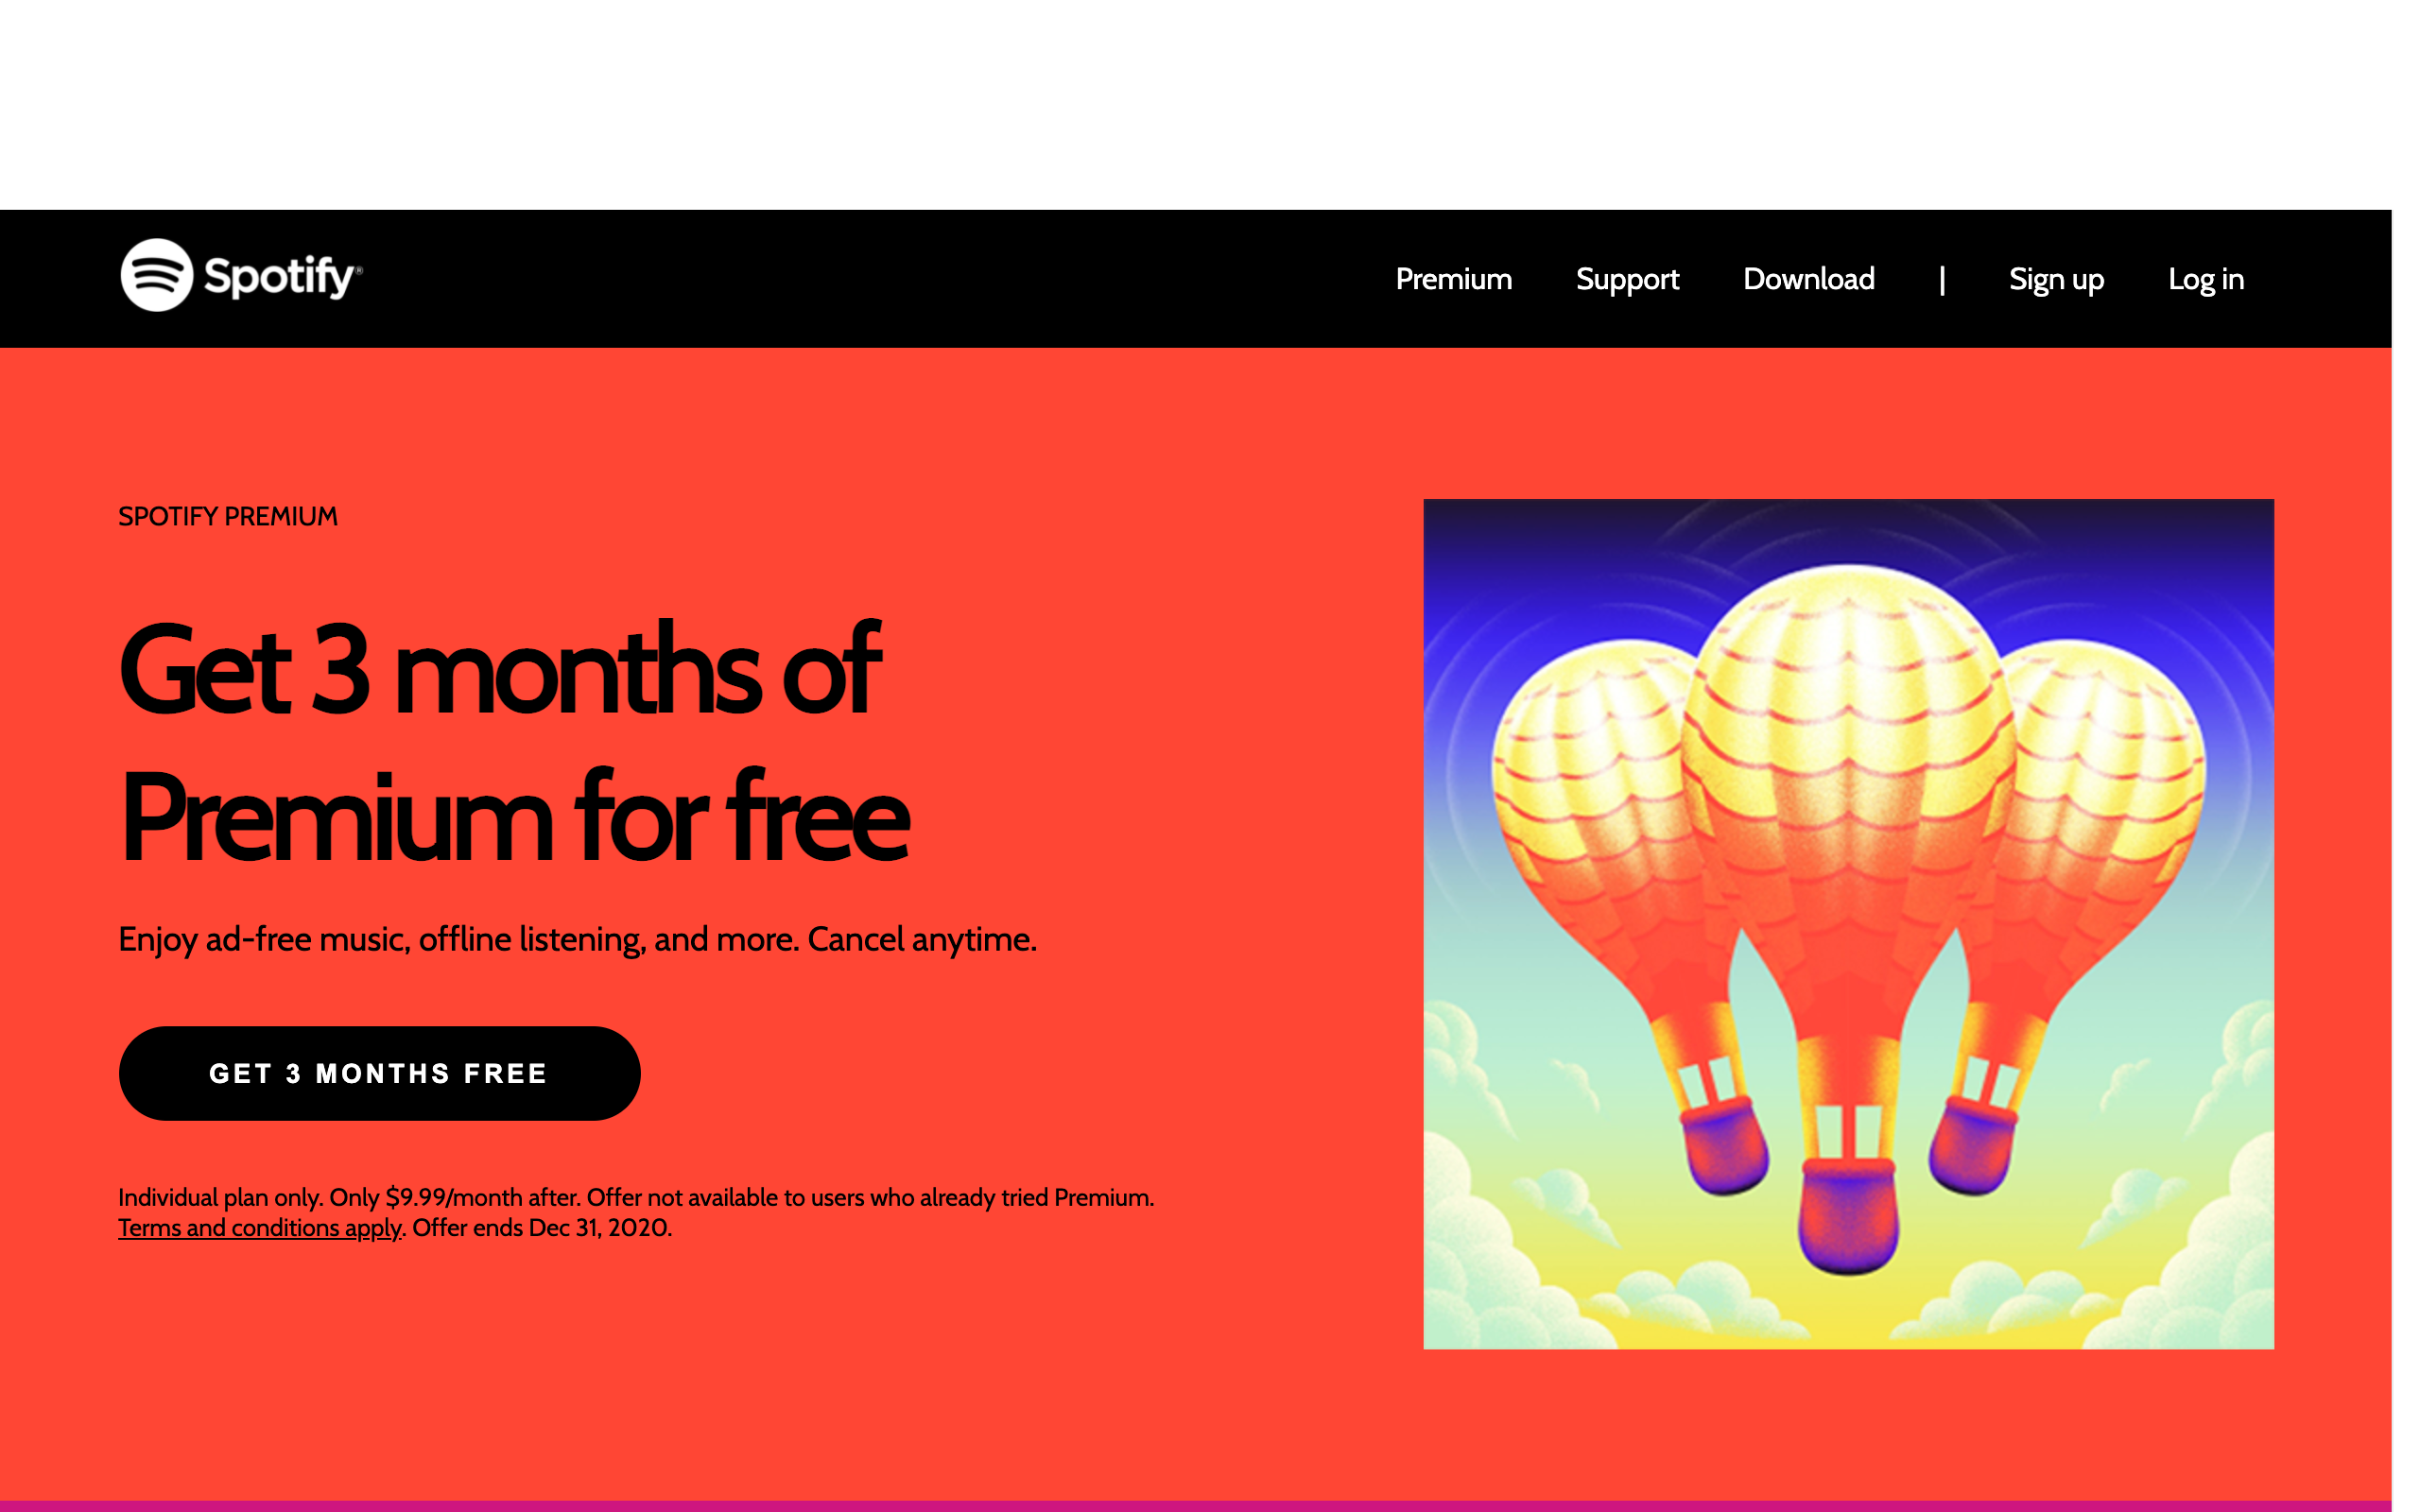 Spotify®
Premium Support Download | Sign up Log in
SPOTIFY PREMIUM
Get 3 months of
Premium for free
Enjoy ad-free music, offline listening, and more. Cancel anytime.
GET 3 MONTHS FREE
Individual plan only. Only $9.99/month after. Offer not available to users who already tried Premium.
Terms and conditions apply. Offer ends Dec 31, 2020.